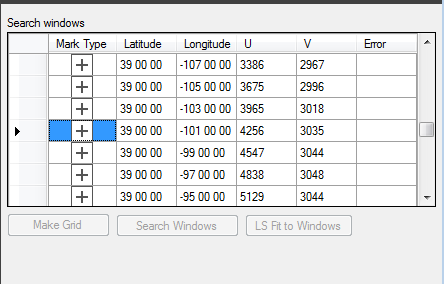 Search windows
Mark Type Latitude Longitude U V Error
39 00 00 -107 00 00 3386 2967
39 00 00 -105 00 00 3675 2996
39 00 00 -103 00 00 3965 3018
39 00 00 -101 00 00 4256 3035
39 00 00 -99 00 00 4547 3044
39 00 00 -97 00 00 4838 3048
39 00 00 -95 00 00 5129 3044
Make Grid Search Windows LS Fit to Windows